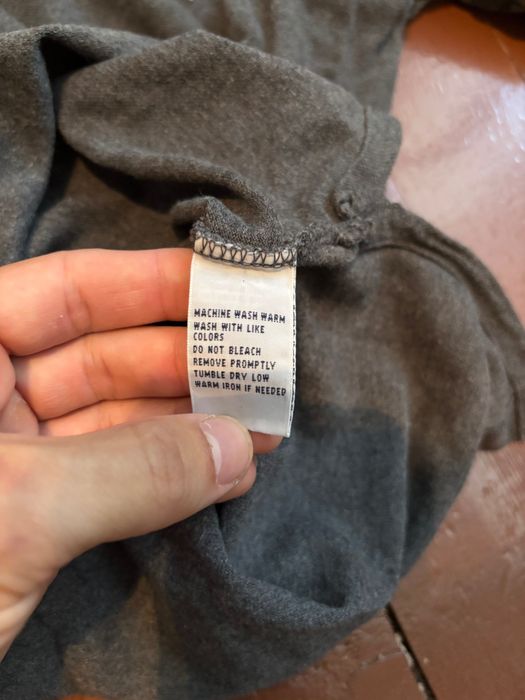 MACHINE WASH WARM
WASH WITH LIKE
COLORS
DO NOT BLEACH
REMOVE PROMPTLY
TUMBLE DRY LOW
WARM IRON IF NEEDED